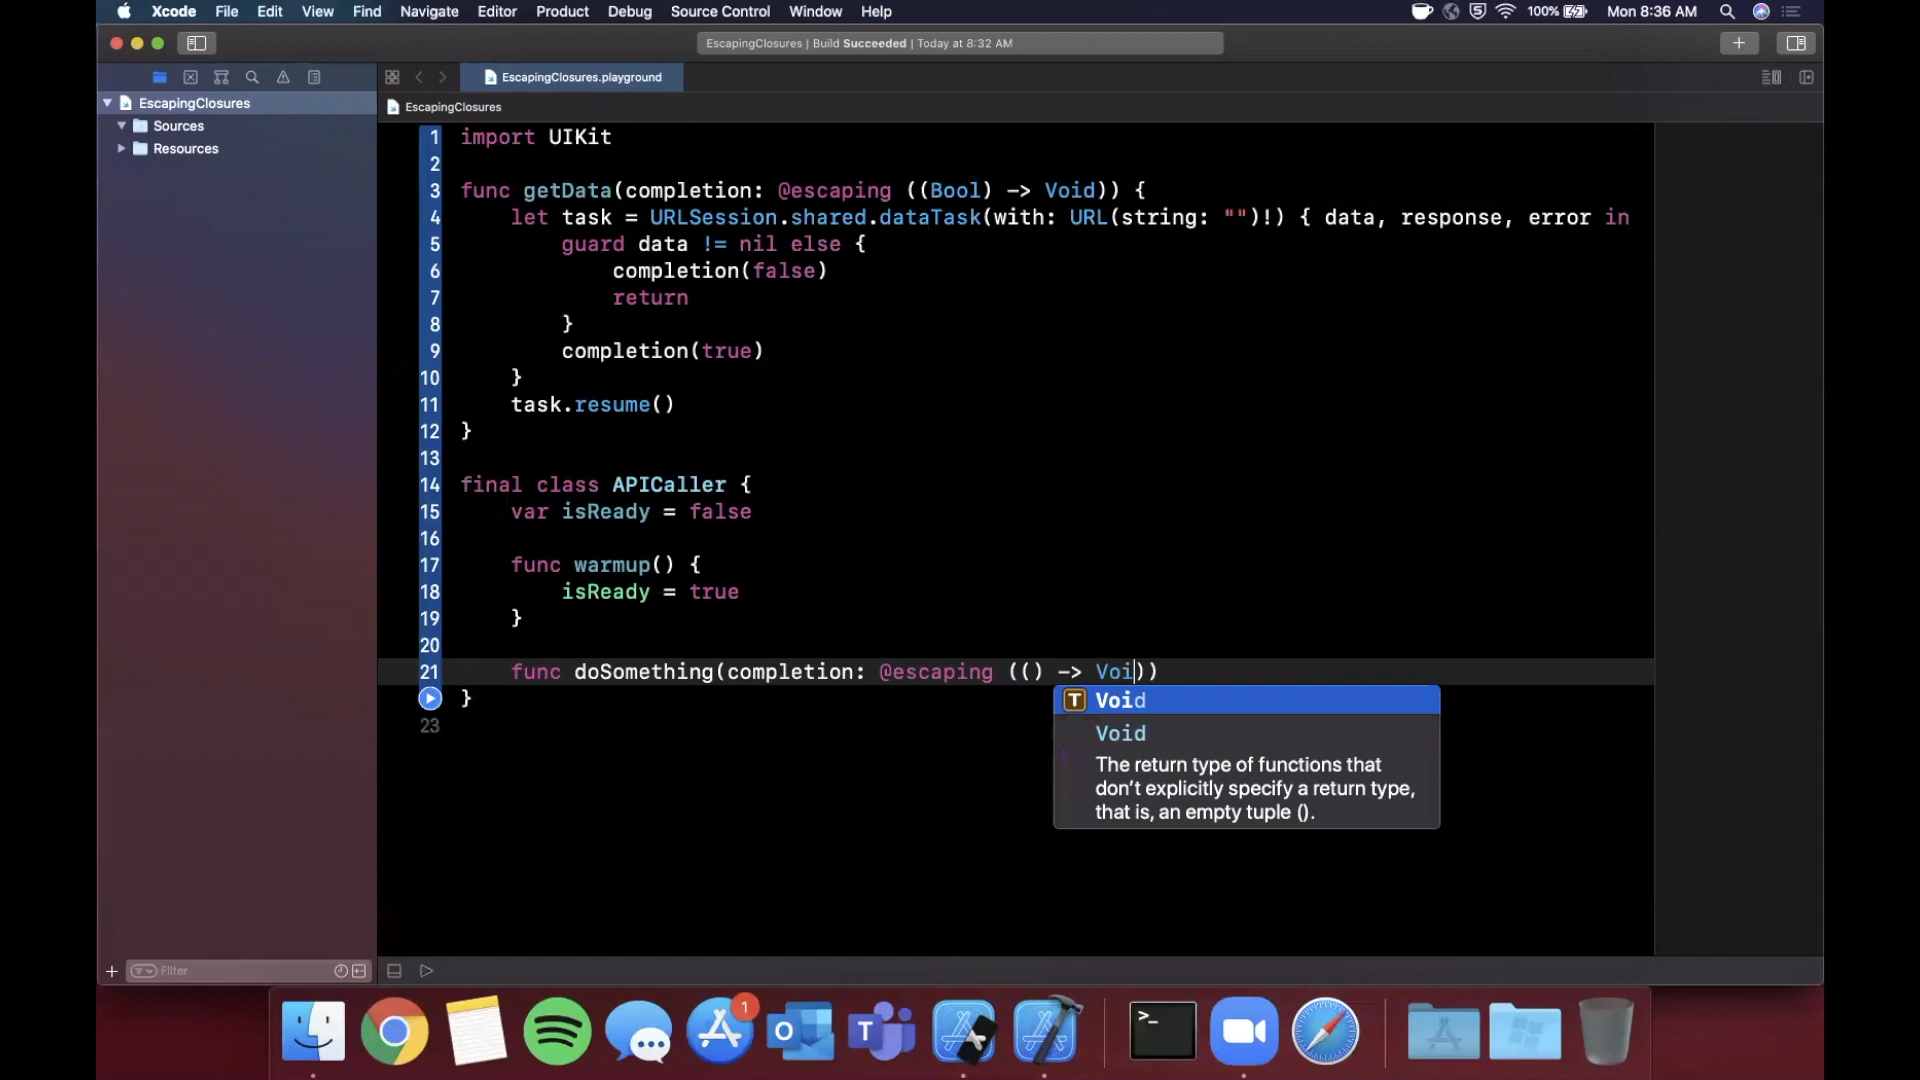 Xcode File Edit View Find Navigate Editor Product Debug Source Control Window Help 100% Mon 8:36 AM
EscapingClosures | Build Succeeded | Today at 8:32 AM
EscapingClosures.playground
EscapingClosures
EscapingClosures
Sources
Resources
1 import UIKit
2
3 func getData(completion: @escaping ((Bool) -> Void)) {
4 let task = URLSession.shared.dataTask(with: URL(string: "")!) { data, response, error in
5 guard data != nil else {
6 completion(false)
7 return
8 }
9 completion(true)
10 }
11 task.resume()
12 }
13
14 final class APICaller {
15 var isReady = false
16
17 func warmup() {
18 isReady = true
19 }
20
21 func doSomething(completion: @escaping (() -> Voi))
}
23
T Void
Void
The return type of functions that
don't explicitly specify a return type,
that is, an empty tuple ().
Filter
1